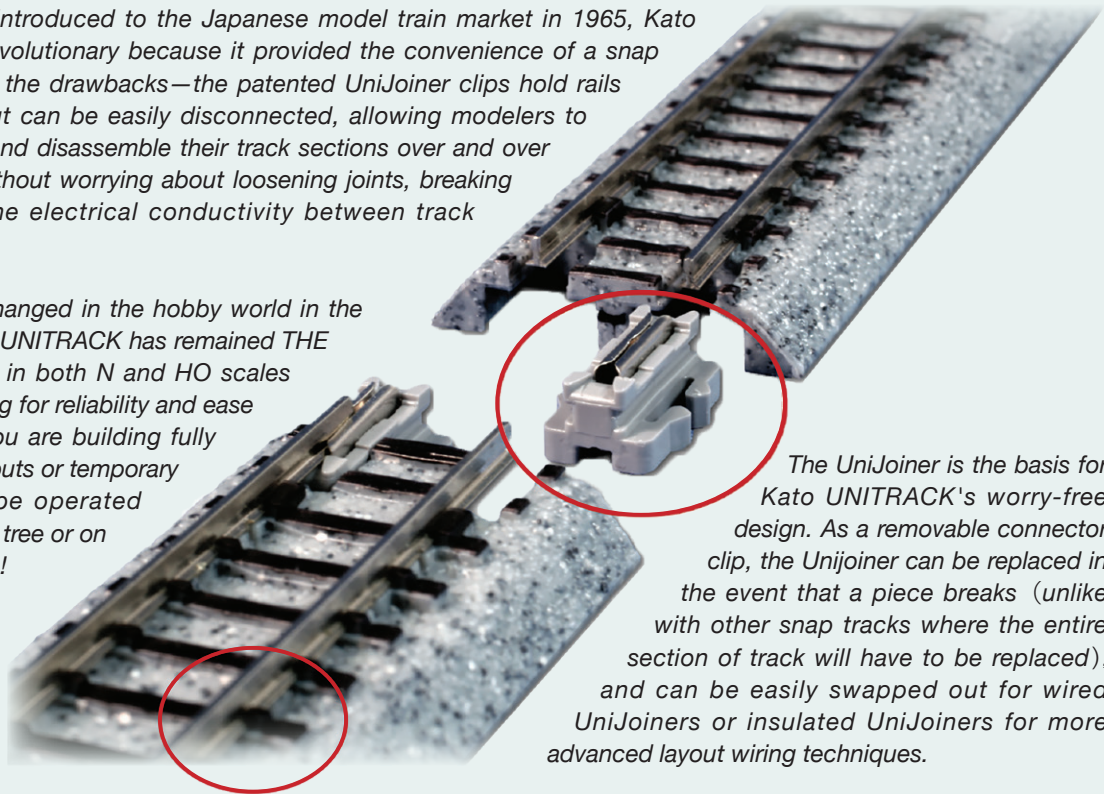 ntroduced to the Japanese model train market in 1965, Kato
volutionary because it provided the convenience of a snap
the drawbacks—the patented UniJoiner clips hold rails
ut can be easily disconnected, allowing modelers to
nd disassemble their track sections over and over
ithout worrying about loosening joints, breaking
ne electrical conductivity between track
hanged in the hobby world in the
UNITRACK has remained THE
in both N and HO scales
g for reliability and ease
ou are building fully
outs or temporary
be operated
tree or on
!
The UniJoiner is the basis for
Kato UNITRACK's worry-free
design. As a removable connector
clip, the Unijoiner can be replaced in
the event that a piece breaks (unlike
with other snap tracks where the entire
section of track will have to be replaced),
and can be easily swapped out for wired
UniJoiners or insulated UniJoiners for more
advanced layout wiring techniques.